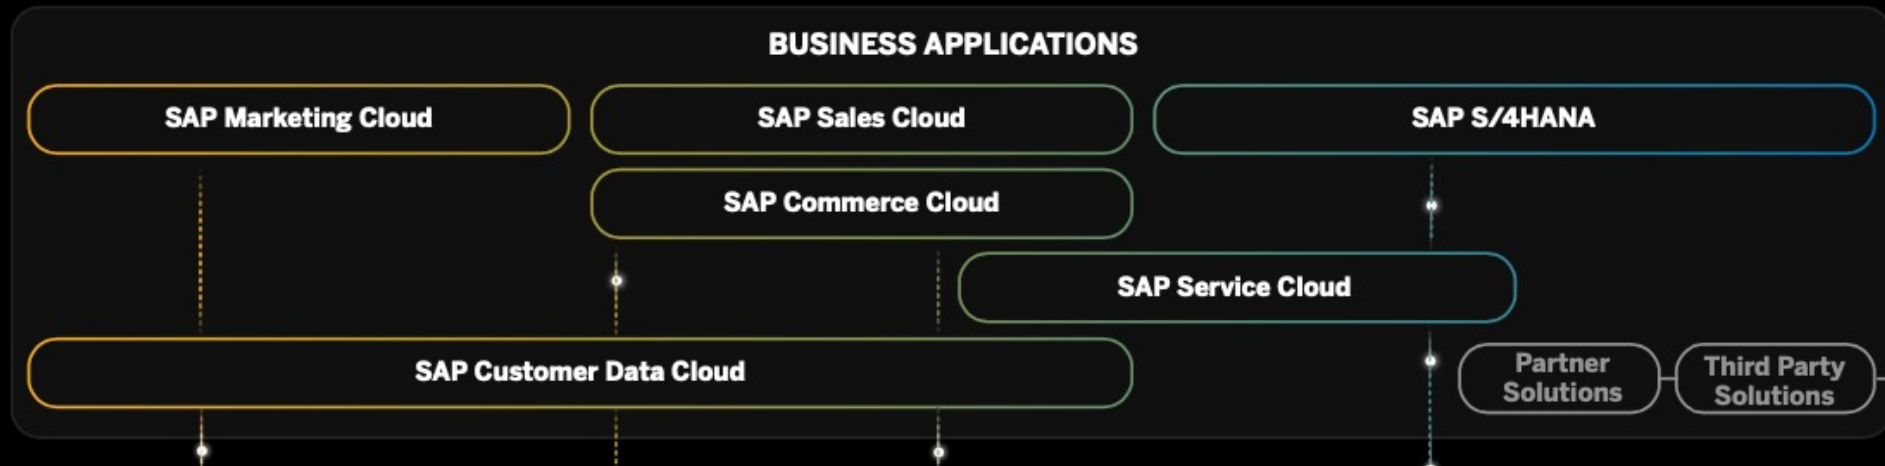 BUSINESS APPLICATIONS
SAP Marketing Cloud
SAP Sales Cloud
SAP S/4HANA
SAP Commerce Cloud
SAP Service Cloud
SAP Customer Data Cloud
Partner
Solutions
Third Party
Solutions